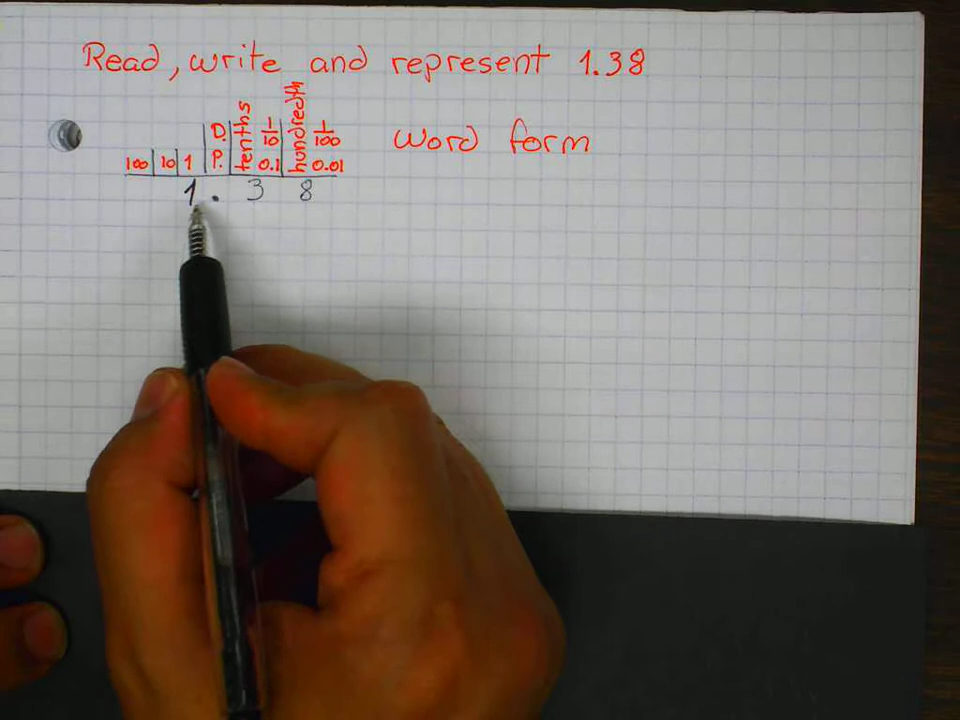 Read, write and represent 1.38
100 10 1 D.P. tenths 1/10 0.1 hundredth 1/100 0.01
word form
1 . 3 8